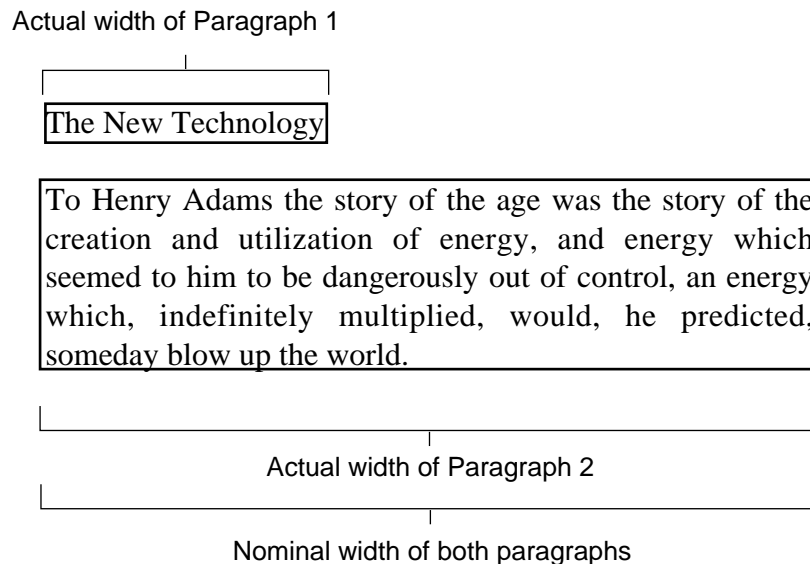 Actual width of Paragraph 1
The New Technology
To Henry Adams the story of the age was the story of the
creation and utilization of energy, and energy which
seemed to him to be dangerously out of control, an energy
which, indefinitely multiplied, would, he predicted,
someday blow up the world.
Actual width of Paragraph 2
Nominal width of both paragraphs